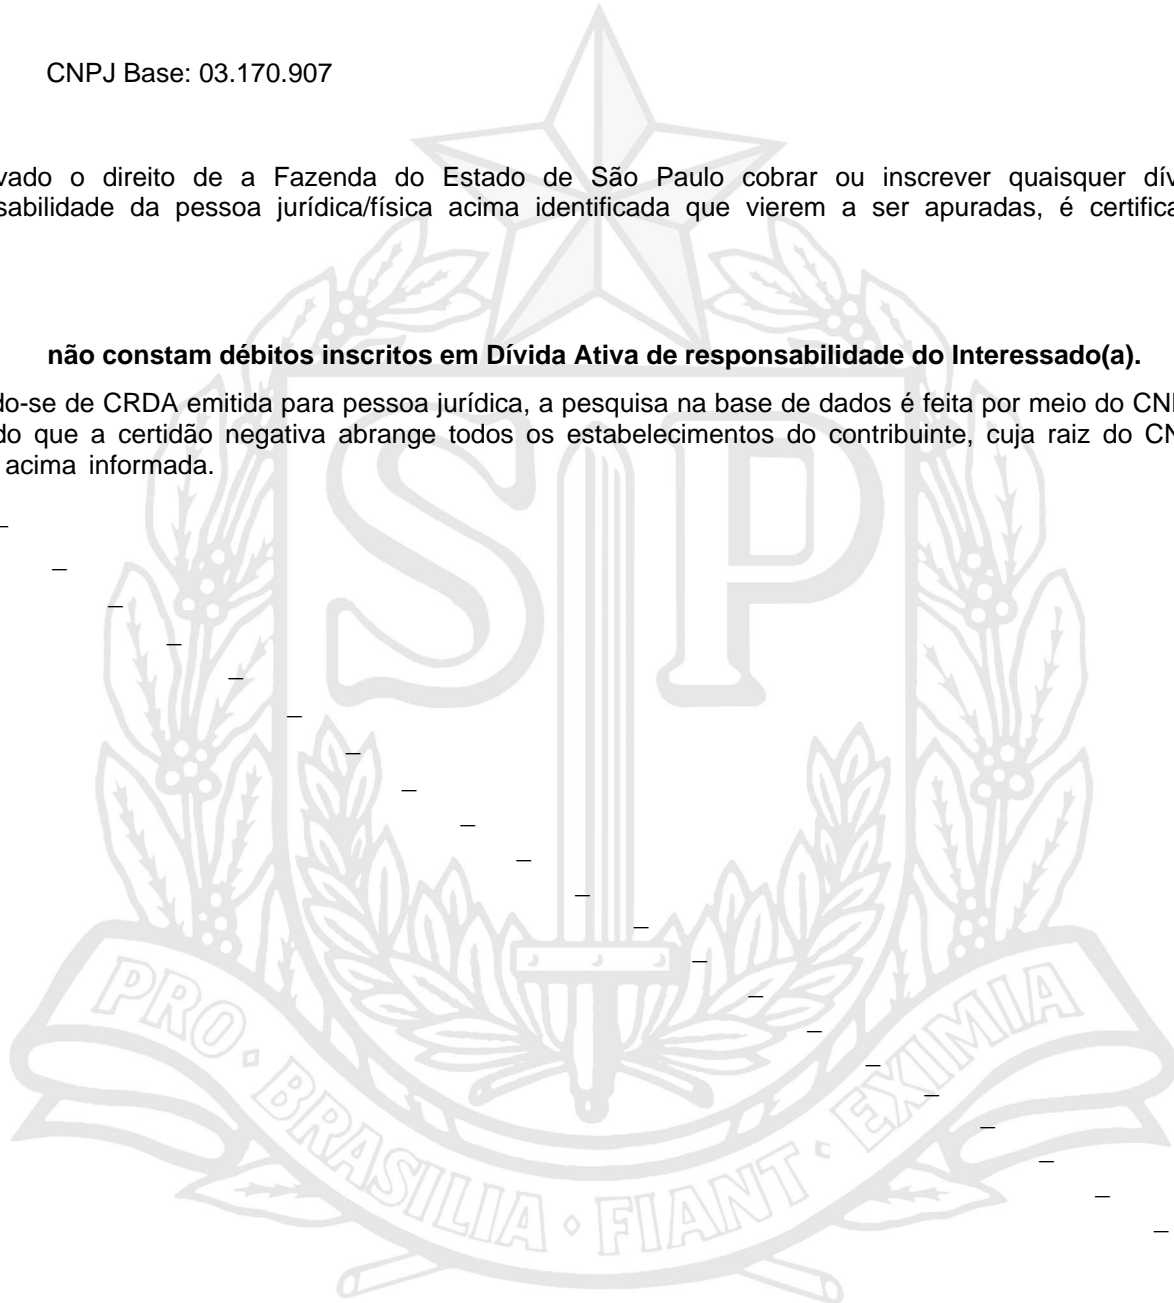 CNPJ Base: 03.170.907
vado o direito de a Fazenda do Estado de São Paulo cobrar ou inscrever quaisquer dív
sabilidade da pessoa jurídica/física acima identificada que vierem a ser apuradas, é certifica
não constam débitos inscritos em Dívida Ativa de responsabilidade do Interessado(a).
do-se de CRDA emitida para pessoa jurídica, a pesquisa na base de dados é feita por meio do CN
do que a certidão negativa abrange todos os estabelecimentos do contribuinte, cuja raiz do CN
acima informada.
SP
PRO · BRASILIA · FIANT · EXIMIA